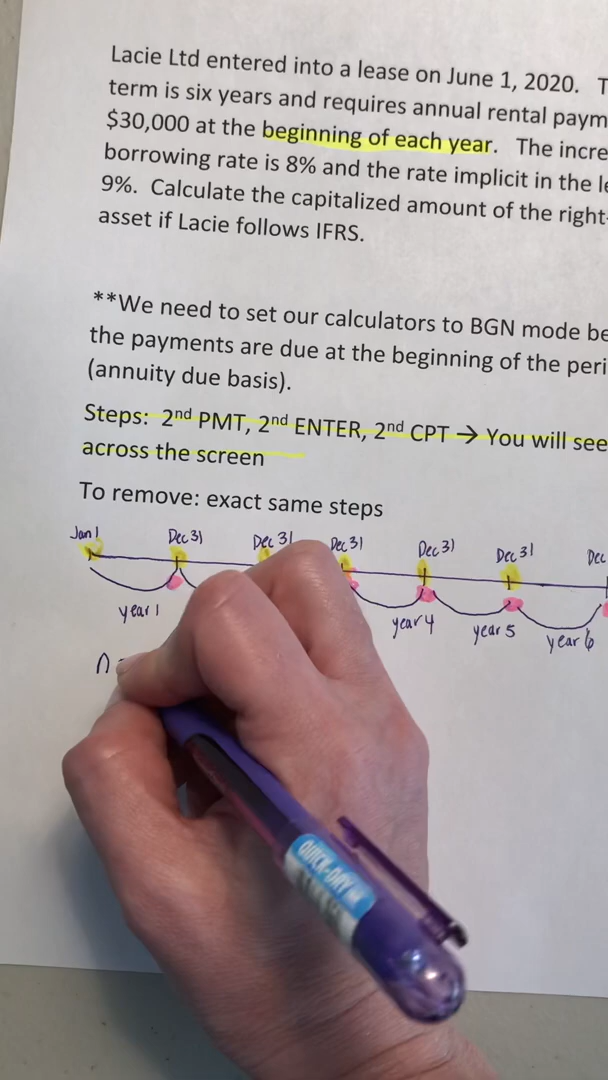 Lacie Ltd entered into a lease on June 1, 2020. T
term is six years and requires annual rental paym
$30,000 at the beginning of each year. The incre
borrowing rate is 8% and the rate implicit in the le
9%. Calculate the capitalized amount of the right-
asset if Lacie follows IFRS.
**We need to set our calculators to BGN mode be
the payments are due at the beginning of the peri
(annuity due basis).
Steps: 2nd PMT, 2nd ENTER, 2nd CPT → You will see
across the screen
To remove: exact same steps
Jan 1 Dec 31 Dec 31 Dec 31 Dec 31 Dec 31 Dec
year 1 year 4 year 5 year 6
n
QUICK-DRY INK